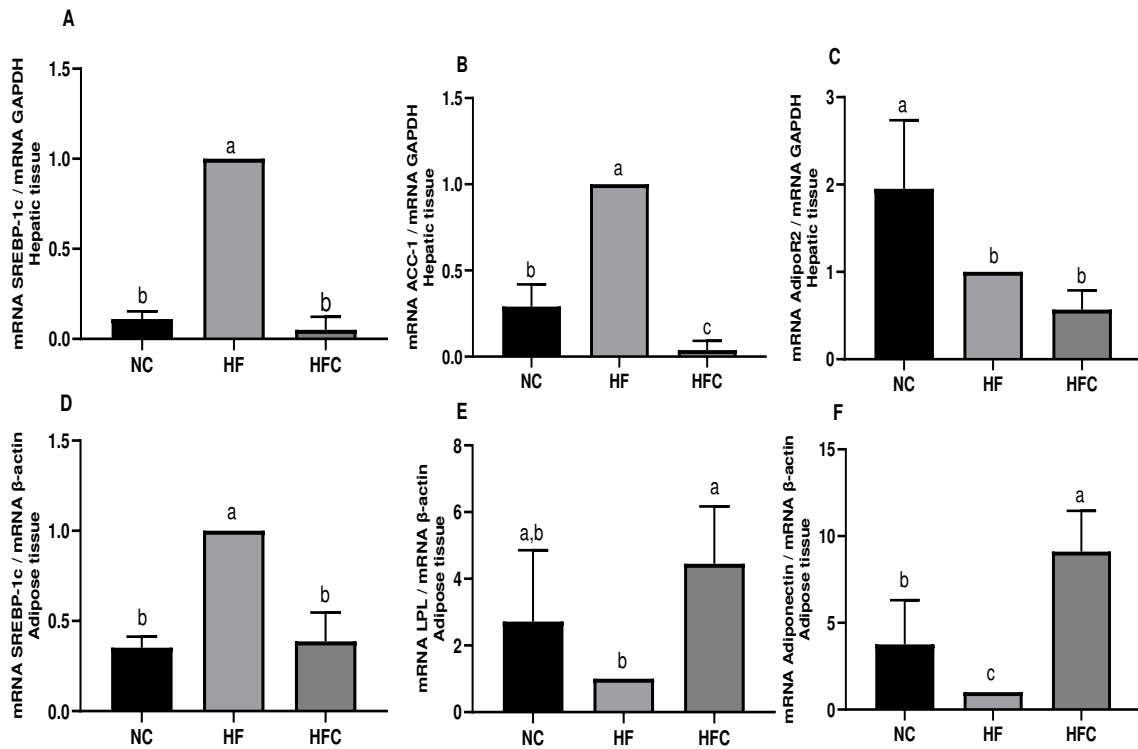 A
mRNA SREBP-1c / mRNA GAPDH
Hepatic tissue
1.5
1.0
0.5
0.0
b
a
b
NC
HF
HFC
B
mRNA ACC-1 / mRNA GAPDH
Hepatic tissue
1.5
1.0
0.5
0.0
b
a
c
NC
HF
HFC
C
mRNA AdipoR2 / mRNA GAPDH
Hepatic tissue
3
2
1
0
a
b
b
NC
HF
HFC
D
mRNA SREBP-1c / mRNA β-actin
Adipose tissue
1.5
1.0
0.5
0.0
b
a
b
NC
HF
HFC
E
mRNA LPL / mRNA β-actin
Adipose tissue
8
6
4
2
0
a,b
b
a
NC
HF
HFC
F
mRNA Adiponectin / mRNA β-actin
Adipose tissue
15
10
5
0
b
c
a
NC
HF
HFC